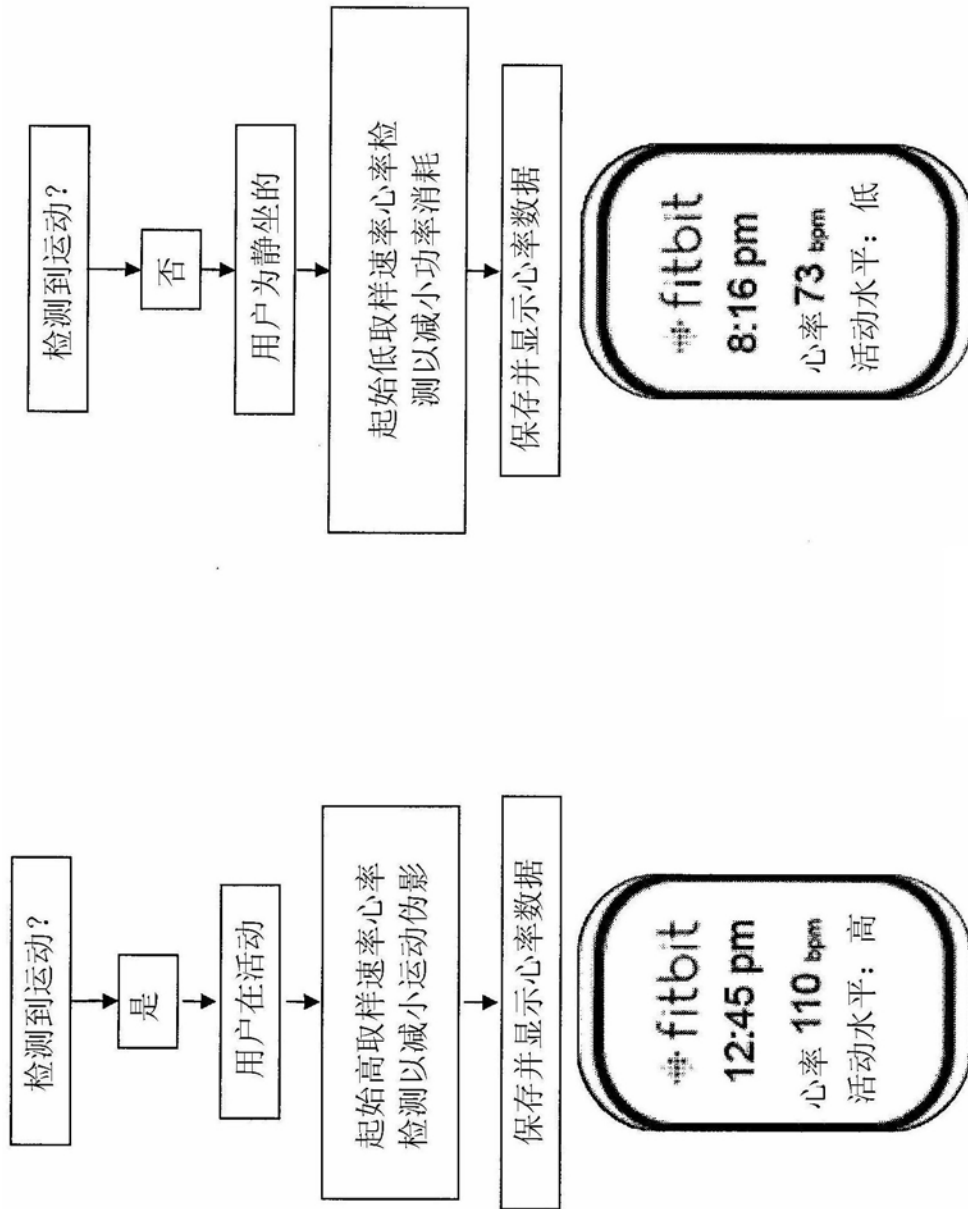 检测到运动?
是
用户在活动
起始高取样速率心率
检测以减小运动伪影
保存并显示心率数据
fitbit
12:45 pm
心率 110 bpm
活动水平: 高
检测到运动?
否
用户为静坐的
起始低取样速率心率检
测以减小功率消耗
保存并显示心率数据
fitbit
8:16 pm
心率 73 bpm
活动水平: 低